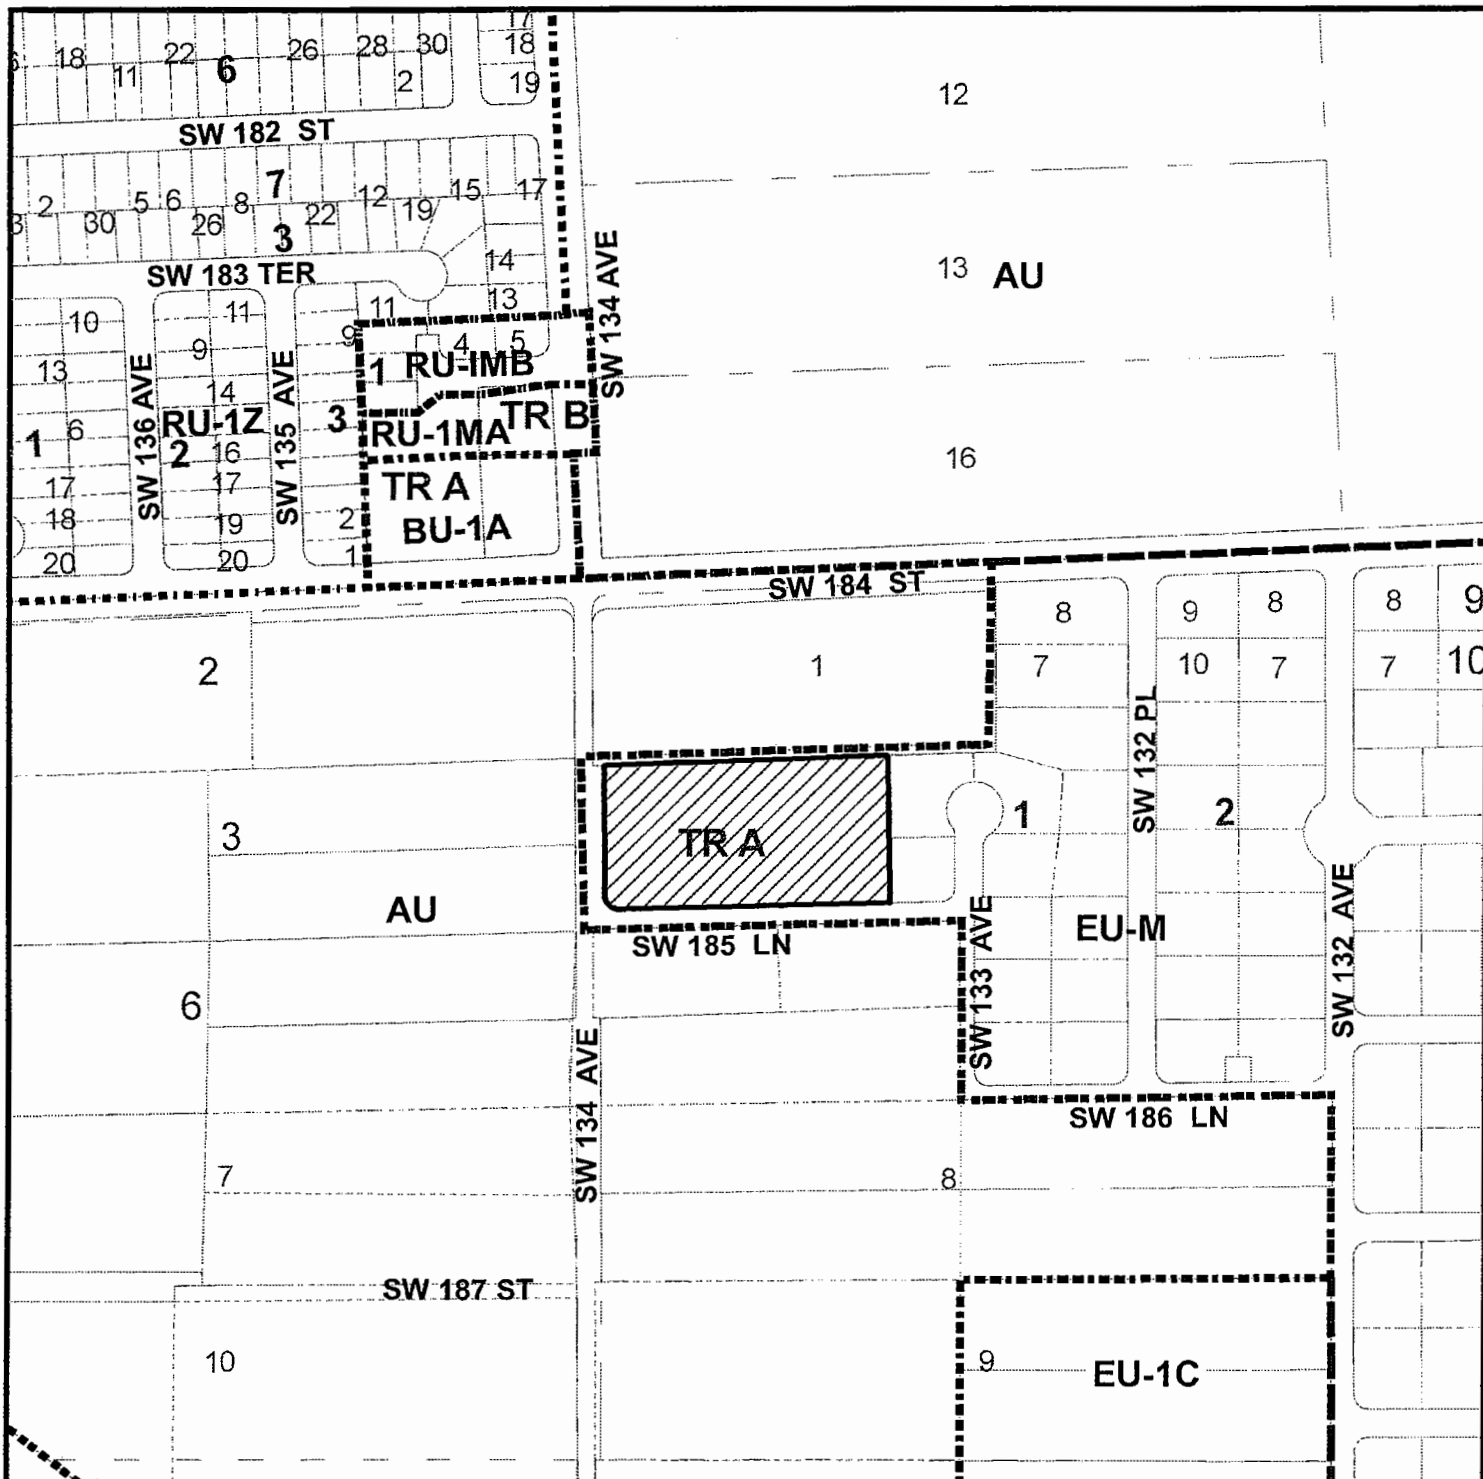 17
18 22 26 28 30 18
11 6 2 19
12
SW 182 ST
7
2 5 6 8 12 15 17
30 26 22 19
3
SW 183 TER
14
13 AU
SW 134 AVE
10 11 11 13
9 9 4 5
13 1 RU-IMB
14
SW 136 AVE
SW 135 AVE
1 6 RU-1Z 3 RU-1MA TR B
2 16 16
17 17 TR A
18 19 2 BU-1A
20 20 1
SW 184 ST
8 9 8 8 9
2 1 7 10 7 7 10
SW 132 PL
3 TR A 1 2
AU EU-M
SW 185 LN
SW 133 AVE
SW 132 AVE
6
SW 134 AVE
SW 186 LN
7 8
SW 187 ST
10 9 EU-1C